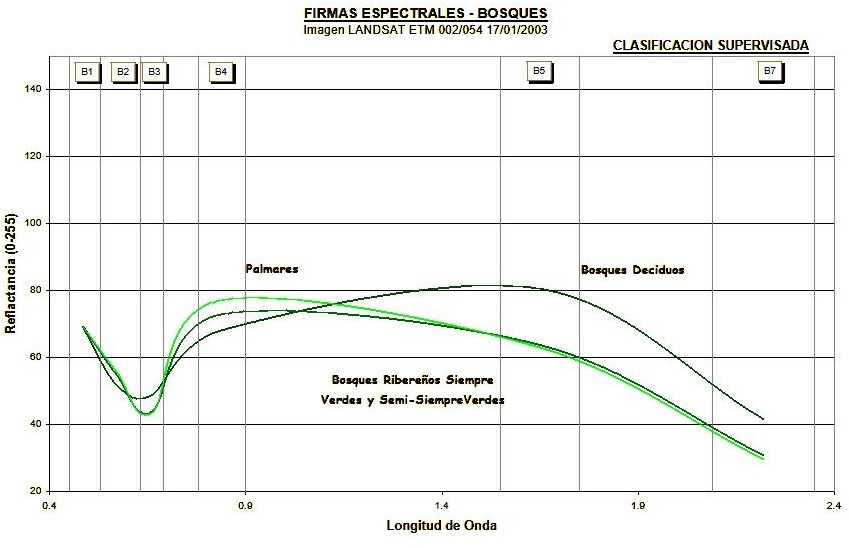 FIRMAS ESPECTRALES - BOSQUES
Imagen LANDSAT ETM 002/054 17/01/2003
CLASIFICACION SUPERVISADA
B1 B2 B3 B4 B5 B7
140
120
100
80
60
40
20
Reflactancia (0-255)
Palmares
Bosques Deciduos
Bosques Ribereños Siempre
Verdes y Semi-SiempreVerdes
0.4 0.9 1.4 1.9 2.4
Longitud de Onda